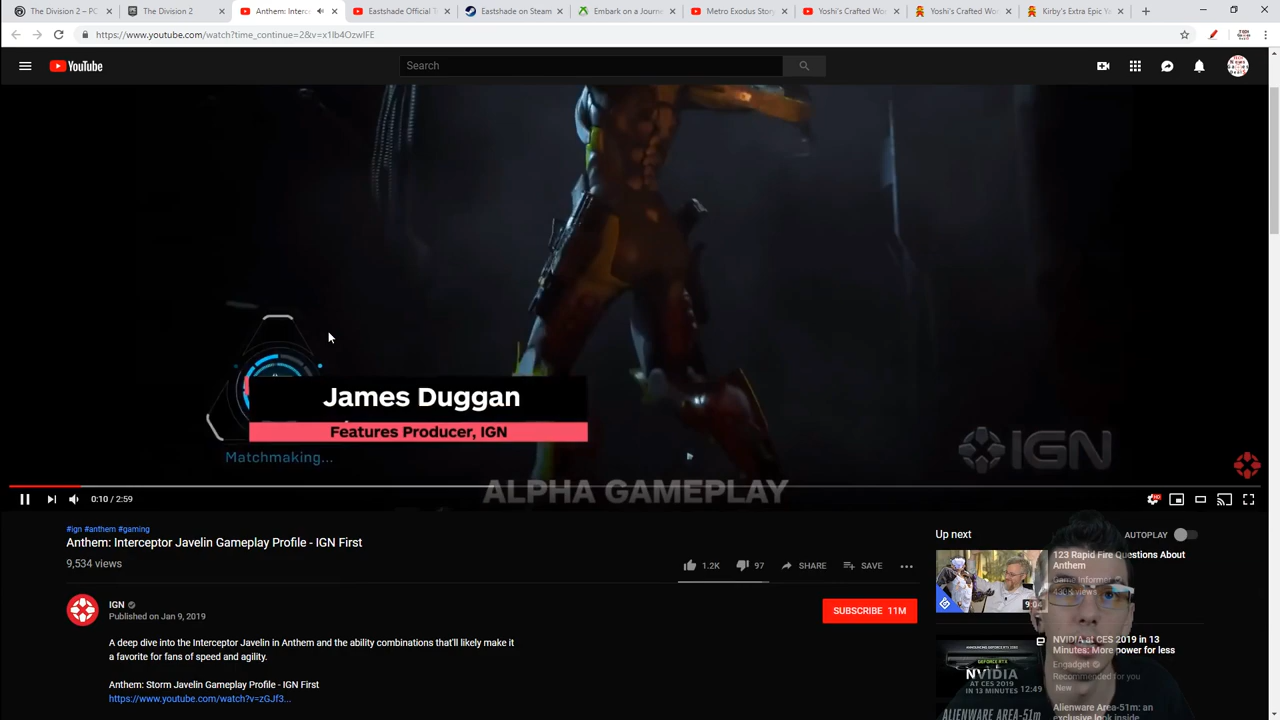 The Division 2 – PC
The Division 2
Anthem: Interc
Eastshade Official T
Eastshade on Steam
Embark on a Journ
Metro Exodus Story
Yoshi's Crafted Wo
Yoshi's Crafted Wo
Kirby's Extra Epic Y
https://www.youtube.com/watch?time_continue=2&v=x1lb4OzwIFE
YouTube
Search
James Duggan
Features Producer, IGN
Matchmaking...
IGN
ALPHA GAMEPLAY
0:10 / 2:59
HD
#ign #anthem #gaming
Anthem: Interceptor Javelin Gameplay Profile - IGN First
9,534 views
1.2K
97
SHARE
SAVE
IGN
Published on Jan 9, 2019
SUBSCRIBE 11M
A deep dive into the Interceptor Javelin in Anthem and the ability combinations that'll likely make it
a favorite for fans of speed and agility.
Anthem: Storm Javelin Gameplay Profile - IGN First
https://www.youtube.com/watch?v=zGJf3...
Up next
AUTOPLAY
9:04
123 Rapid Fire Questions About
Anthem
Game Informer
views
NVIDIA
AT CES 2019
IN 13 MINUTES
12:49
NVIDIA at CES 2019 in 13
Minutes: More power for less
Engadget
Recommended for you
New
ALIENWARE AREA-51m
Alienware Area-51m: an
exclusive look inside